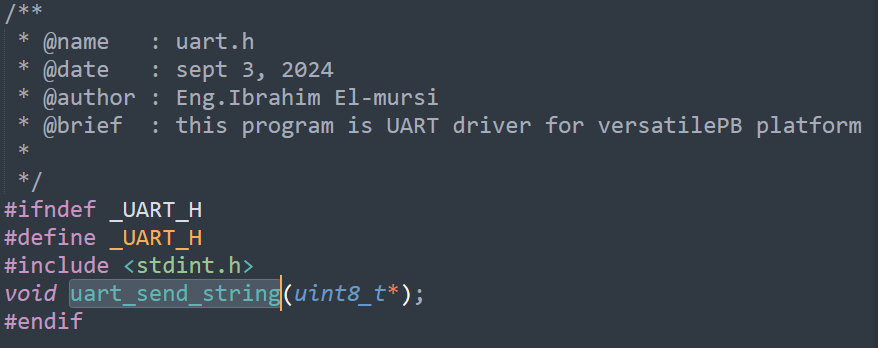 /**
 * @name   : uart.h
 * @date   : sept 3, 2024
 * @author : Eng.Ibrahim El-mursi
 * @brief  : this program is UART driver for versatilePB platform
 *
 */
#ifndef _UART_H
#define _UART_H
#include <stdint.h>
void uart_send_string(uint8_t*);
#endif